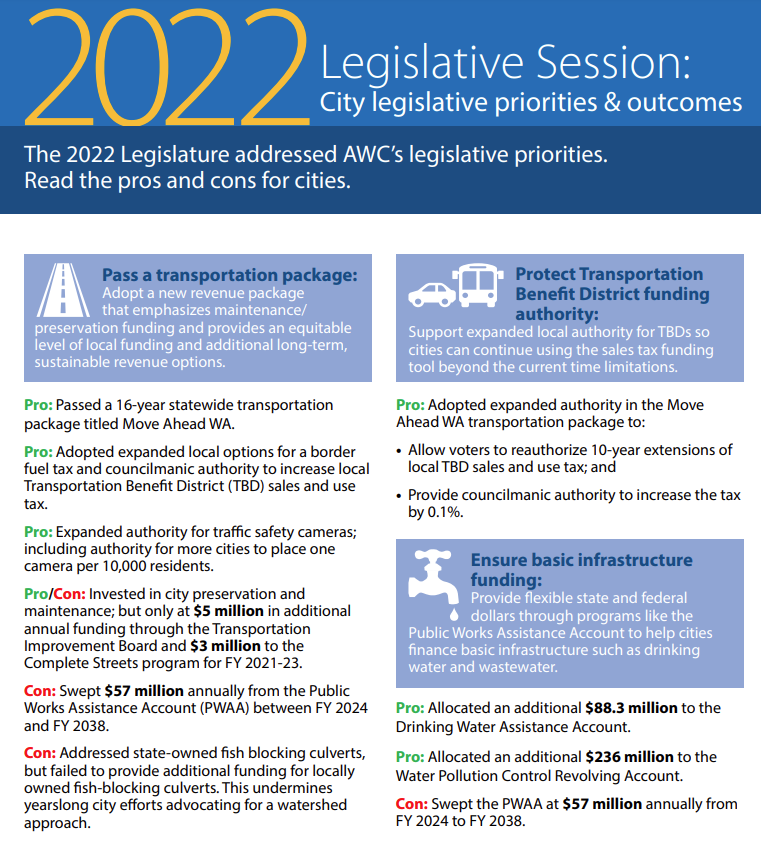 2022
Legislative Session:
City legislative priorities & outcomes
The 2022 Legislature addressed AWC’s legislative priorities.
Read the pros and cons for cities.
Pass a transportation package:
Adopt a new revenue package
that emphasizes maintenance/
preservation funding and provides an equitable
level of local funding and additional long-term,
sustainable revenue options.
Pro: Passed a 16-year statewide transportation
package titled Move Ahead WA.
Pro: Adopted expanded local options for a border
fuel tax and councilmanic authority to increase local
Transportation Benefit District (TBD) sales and use
tax.
Pro: Expanded authority for traffic safety cameras;
including authority for more cities to place one
camera per 10,000 residents.
Pro/Con: Invested in city preservation and
maintenance; but only at $5 million in additional
annual funding through the Transportation
Improvement Board and $3 million to the
Complete Streets program for FY 2021-23.
Con: Swept $57 million annually from the Public
Works Assistance Account (PWAA) between FY 2024
and FY 2038.
Con: Addressed state-owned fish blocking culverts,
but failed to provide additional funding for locally
owned fish-blocking culverts. This undermines
yearslong city efforts advocating for a watershed
approach.
Protect Transportation
Benefit District funding
authority:
Support expanded local authority for TBDs so
cities can continue using the sales tax funding
tool beyond the current time limitations.
Pro: Adopted expanded authority in the Move
Ahead WA transportation package to:
• Allow voters to reauthorize 10-year extensions of
local TBD sales and use tax; and
• Provide councilmanic authority to increase the tax
by 0.1%.
Ensure basic infrastructure
funding:
Provide flexible state and federal
dollars through programs like the
Public Works Assistance Account to help cities
finance basic infrastructure such as drinking
water and wastewater.
Pro: Allocated an additional $88.3 million to the
Drinking Water Assistance Account.
Pro: Allocated an additional $236 million to the
Water Pollution Control Revolving Account.
Con: Swept the PWAA at $57 million annually from
FY 2024 to FY 2038.